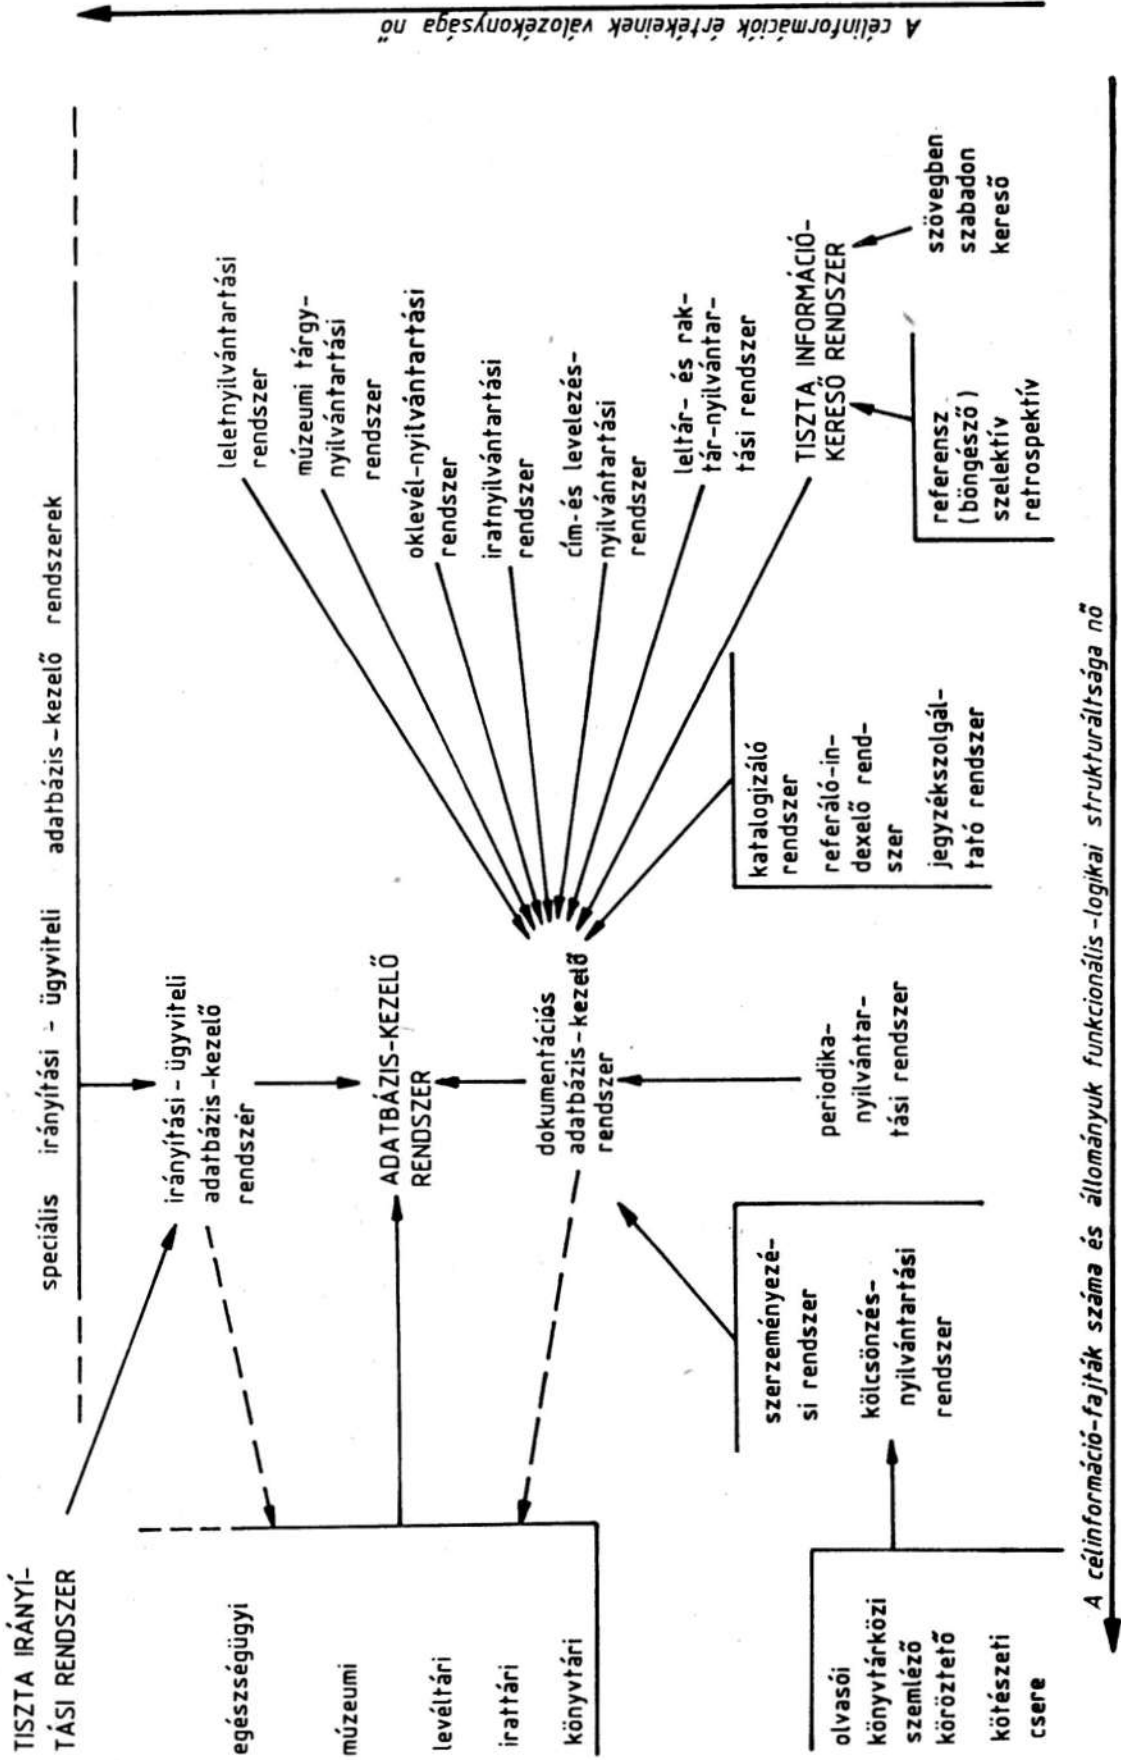 A célinformációk értékeinek válozékonysága nő
TISZTA IRÁNYÍ-
TÁSI RENDSZER
speciális irányítási - ügyviteli adatbázis-kezelő rendszerek
irányítási - ügyviteli
adatbázis-kezelő
rendszér
ADATBÁZIS-KEZELŐ
RENDSZER
dokumentációs
adatbázis-kezelő
rendszer
egészségügyi
múzeumi
levéltári
irattári
könyvtári
leletnyilvántartási
rendszer
múzeumi tárgy-
nyilvántartási
rendszer
oklevél-nyilvántartási
rendszer
iratnyilvántartási
rendszer
cím-és levelezés-
nyilvántartási
rendszer
leltár- és rak-
tár-nyilvántar-
tási rendszer
TISZTA INFORMÁCIÓ-
KERESŐ RENDSZER
szövegben
szabadon
kereső
referensz
(böngésző)
szelektív
retrospektív
katalogizáló
rendszer
referáló-in-
dexelő rend-
szer
jegyzékszolgál-
tató rendszer
periodika-
nyilvántar-
tási rendszer
szerzeményezé-
si rendszer
kölcsönzés-
nyilvántartási
rendszer
olvasói
könyvtárközi
szemléző
köröztető
kötészeti
csere
A célinformáció-fajták száma és állományuk funkcionális-logikai strukturáltsága nő